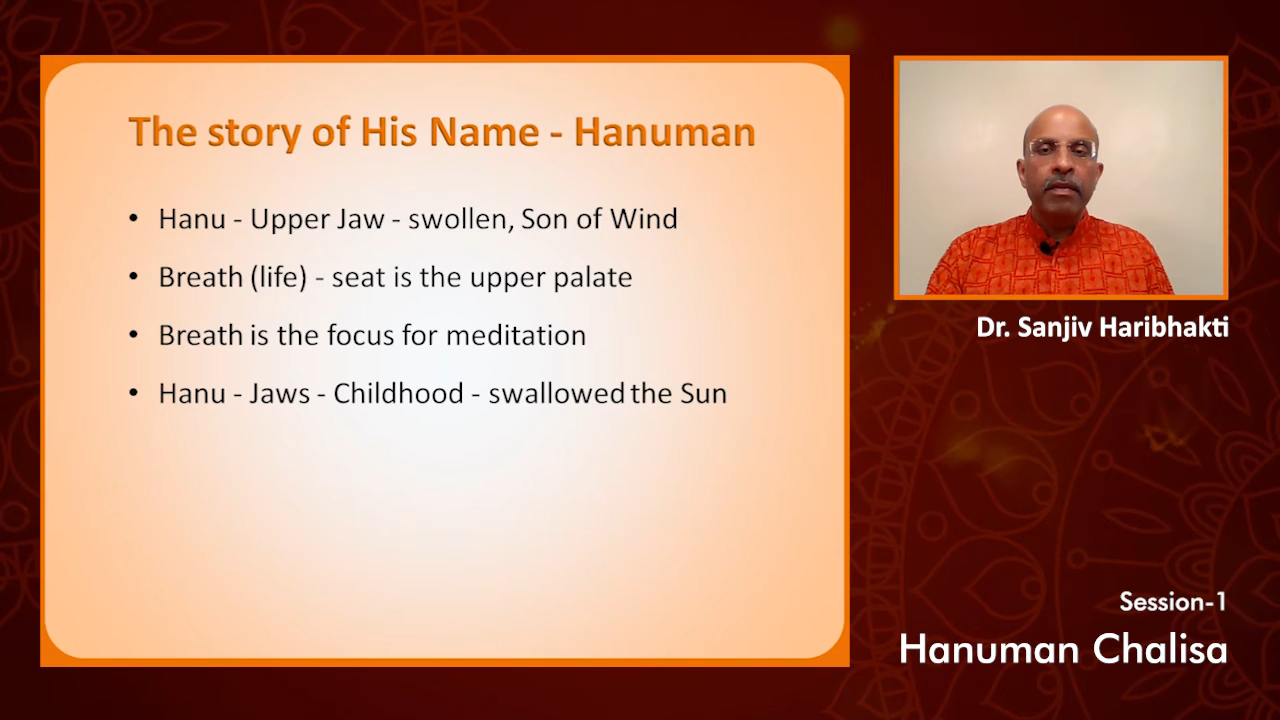 The story of His Name - Hanuman
• Hanu - Upper Jaw - swollen, Son of Wind
• Breath (life) - seat is the upper palate
• Breath is the focus for meditation
• Hanu - Jaws - Childhood - swallowed the Sun
Dr. Sanjiv Haribhakti
Session-1
Hanuman Chalisa